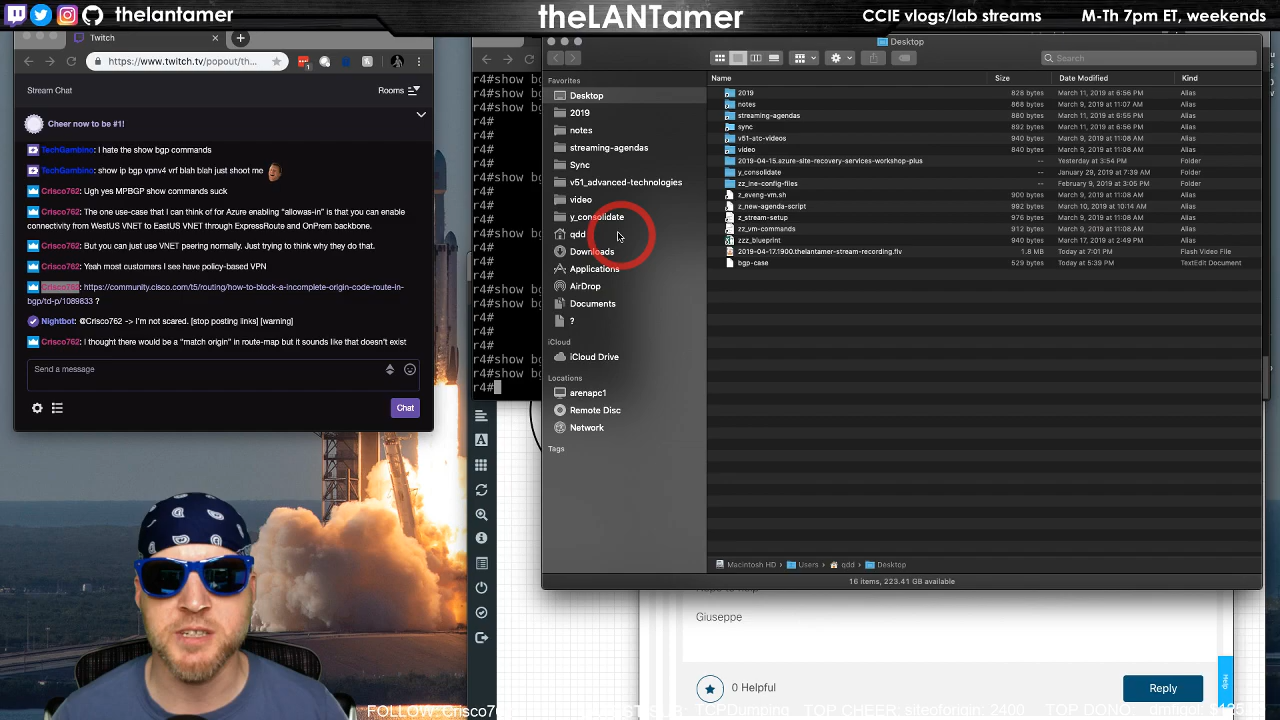 thelantamer
theLANTamer
CCIE vlogs/lab streams
M-Th 7pm ET, weekends
Twitch
https://www.twitch.tv/popout/th...
Stream Chat
Rooms
Cheer now to be #1!
TechGambino: I hate the show bgp commands
TechGambino: show ip bgp vpnv4 vrf blah blah just shoot me
Crisco762: Ugh yes MPBGP show commands suck
Crisco762: The one use-case that I can think of for Azure enabling "allowas-in" is that you can enable
connectivity from WestUS VNET to EastUS VNET through ExpressRoute and OnPrem backbone.
Crisco762: But you can just use VNET peering normally. Just trying to think why they do that.
Crisco762: Yeah most customers I see have policy-based VPN
Crisco762: https://community.cisco.com/t5/routing/how-to-block-a-incomplete-origin-code-route-in-
bgp/td-p/1089833 ?
Nightbot: @Crisco762 -> I'm not scared. [stop posting links] [warning]
Crisco762: I thought there would be a "match origin" in route-map but it sounds like that doesn't exist
Send a message
Chat
r4#show bg
r4#show bg
r4#show bg
r4#
r4#
r4#
r4#
r4#show bg
r4#
r4#
r4#
r4#show bg
r4#
r4#
r4#
r4#show bg
r4#
r4#
r4#
r4#show bg
r4#show bg
r4#
Desktop
Search
Favorites
Desktop
2019
notes
streaming-agendas
Sync
v51_advanced-technologies
video
y_consolidate
qdd
Downloads
Applications
AirDrop
Documents
?
iCloud
iCloud Drive
Locations
arenapc1
Remote Disc
Network
Tags
Name Size Date Modified Kind
2019 828 bytes March 11, 2019 at 6:56 PM Alias
notes 868 bytes March 9, 2019 at 11:07 AM Alias
streaming-agendas 880 bytes March 11, 2019 at 6:55 PM Alias
sync 892 bytes March 11, 2019 at 6:56 PM Alias
v51-atc-videos 840 bytes March 9, 2019 at 11:08 AM Alias
video 840 bytes March 9, 2019 at 11:08 AM Alias
2019-04-15.azure-site-recovery-services-workshop-plus -- Yesterday at 3:54 PM Folder
y_consolidate -- January 29, 2019 at 7:39 AM Folder
zz_ine-config-files -- February 9, 2019 at 3:05 PM Folder
z_eveng-vm.sh 900 bytes March 9, 2019 at 11:08 AM Alias
z_new-agenda-script 972 bytes March 9, 2019 at 10:14 AM Alias
z_stream-setup 976 bytes March 9, 2019 at 11:08 AM Alias
zz_vm-commands 900 bytes March 9, 2019 at 11:08 AM Alias
zzz_blueprint 940 bytes March 17, 2019 at 2:49 PM Alias
2019-04-17.1900.thelantamer-stream-recording.flv 1.8 MB Today at 7:01 PM Flash Video File
bgp-case 529 bytes Today at 5:39 PM TextEdit Document
Macintosh HD › Users › qdd › Desktop
16 items, 223.41 GB available
Hope to help
Giuseppe
0 Helpful
Reply
Help